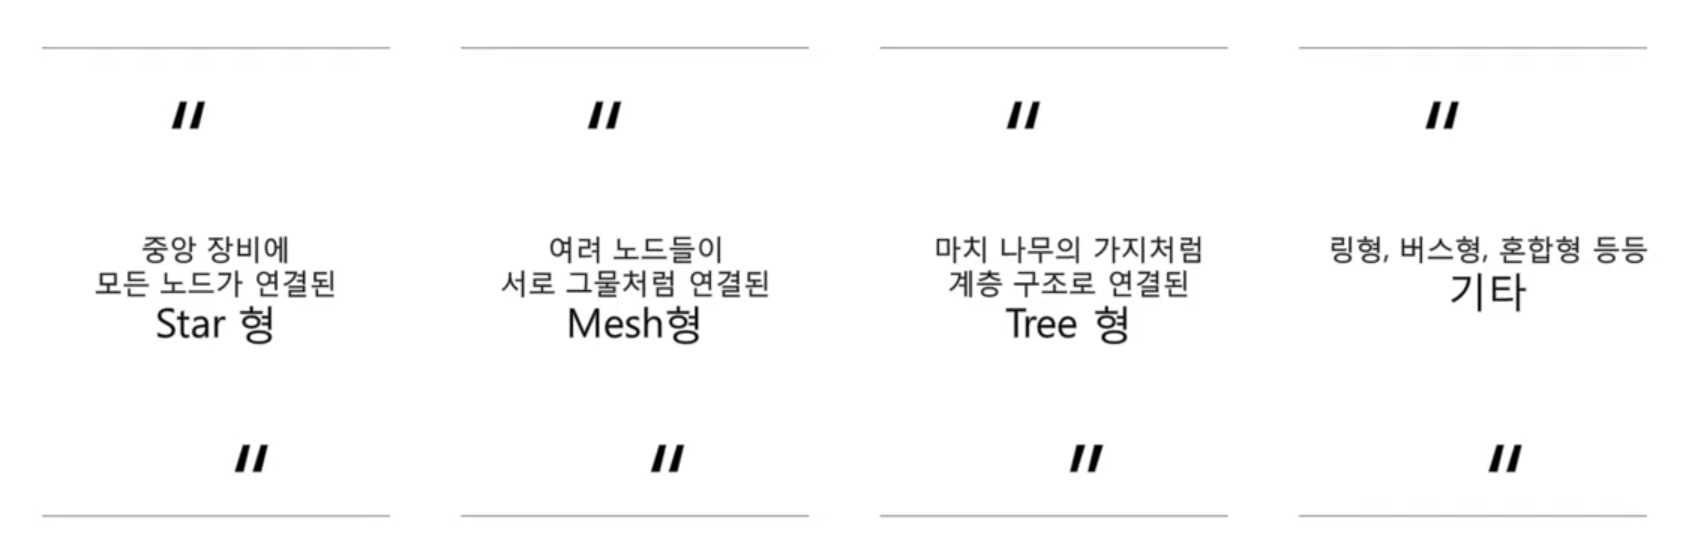 "
중앙 장비에
모든 노드가 연결된
Star 형
"
"
여려 노드들이
서로 그물처럼 연결된
Mesh형
"
"
마치 나무의 가지처럼
계층 구조로 연결된
Tree 형
"
"
링형, 버스형, 혼합형 등등
기타
"